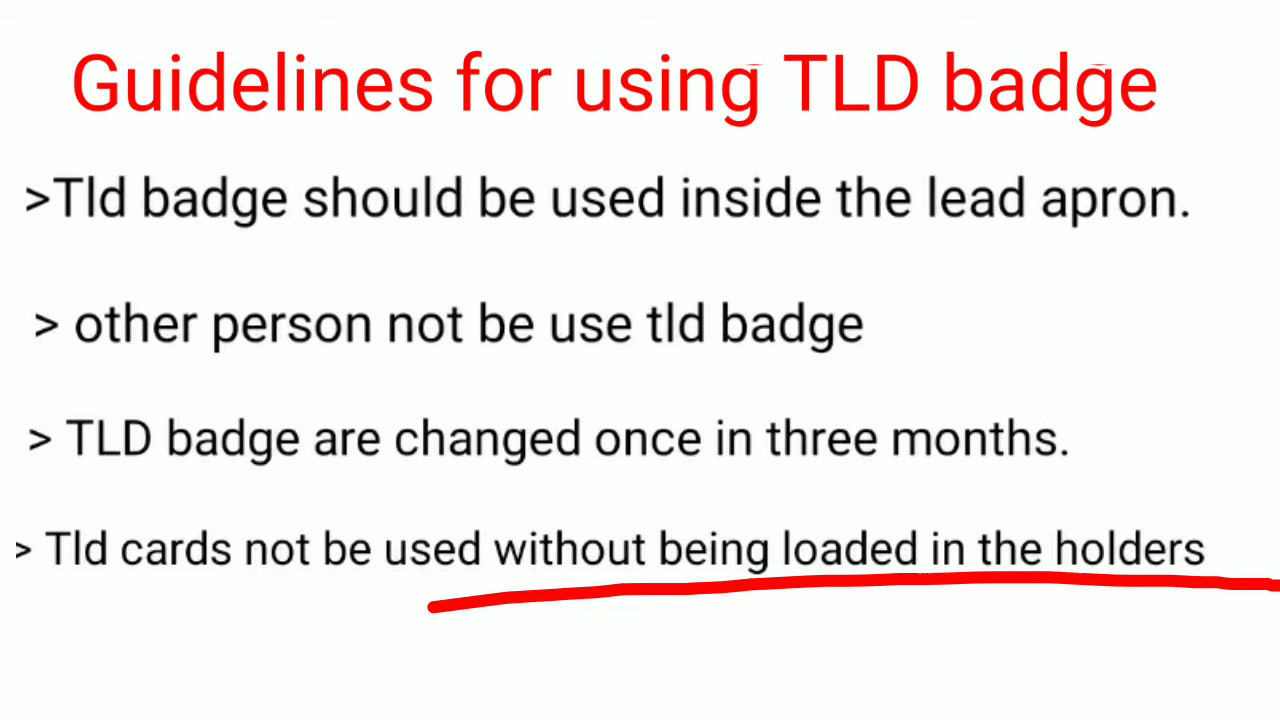 Guidelines for using TLD badge
>Tld badge should be used inside the lead apron.
> other person not be use tld badge
> TLD badge are changed once in three months.
> Tld cards not be used without being loaded in the holders